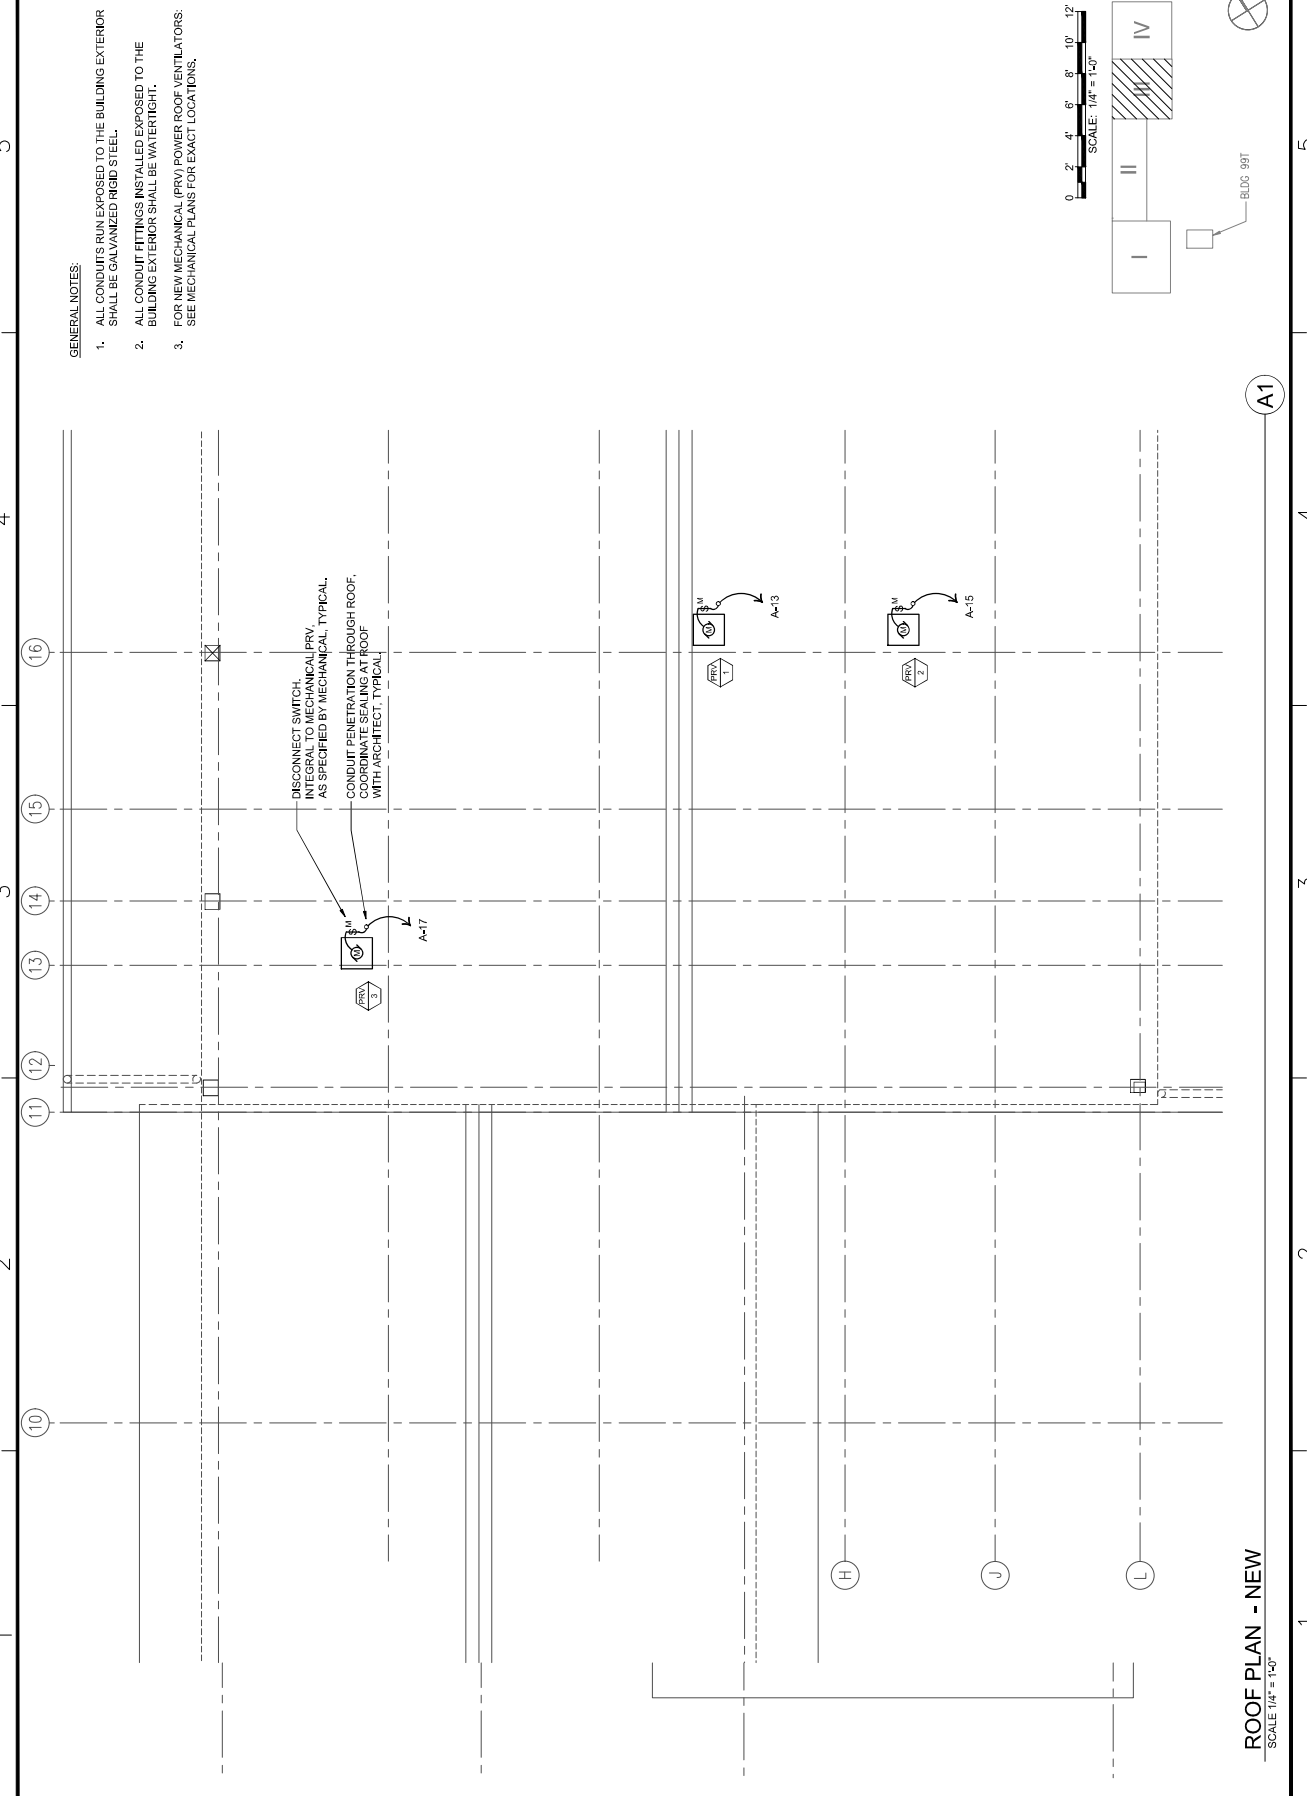 GENERAL NOTES:
1. ALL CONDUITS RUN EXPOSED TO THE BUILDING EXTERIOR
SHALL BE GALVANIZED RIGID STEEL.
2. ALL CONDUIT FITTINGS INSTALLED EXPOSED TO THE
BUILDING EXTERIOR SHALL BE WATERTIGHT.
3. FOR NEW MECHANICAL (PRV) POWER ROOF VENTILATORS:
SEE MECHANICAL PLANS FOR EXACT LOCATIONS.
10
11
12
13
14
15
16
DISCONNECT SWITCH.
INTEGRAL TO MECHANICAL PRV,
AS SPECIFIED BY MECHANICAL, TYPICAL.
CONDUIT PENETRATION THROUGH ROOF,
COORDINATE SEALING AT ROOF
WITH ARCHITECT, TYPICAL.
PRV
3
M
S
M
A-17
PRV
1
M
S
M
A-13
PRV
2
M
S
M
A-15
H
J
L
0 2' 4' 6' 8' 10' 12'
SCALE: 1/4" = 1'-0"
I
II
III
IV
BLDG 99T
ROOF PLAN - NEW
SCALE 1/4" = 1'-0"
A1
1
2
3
4
5